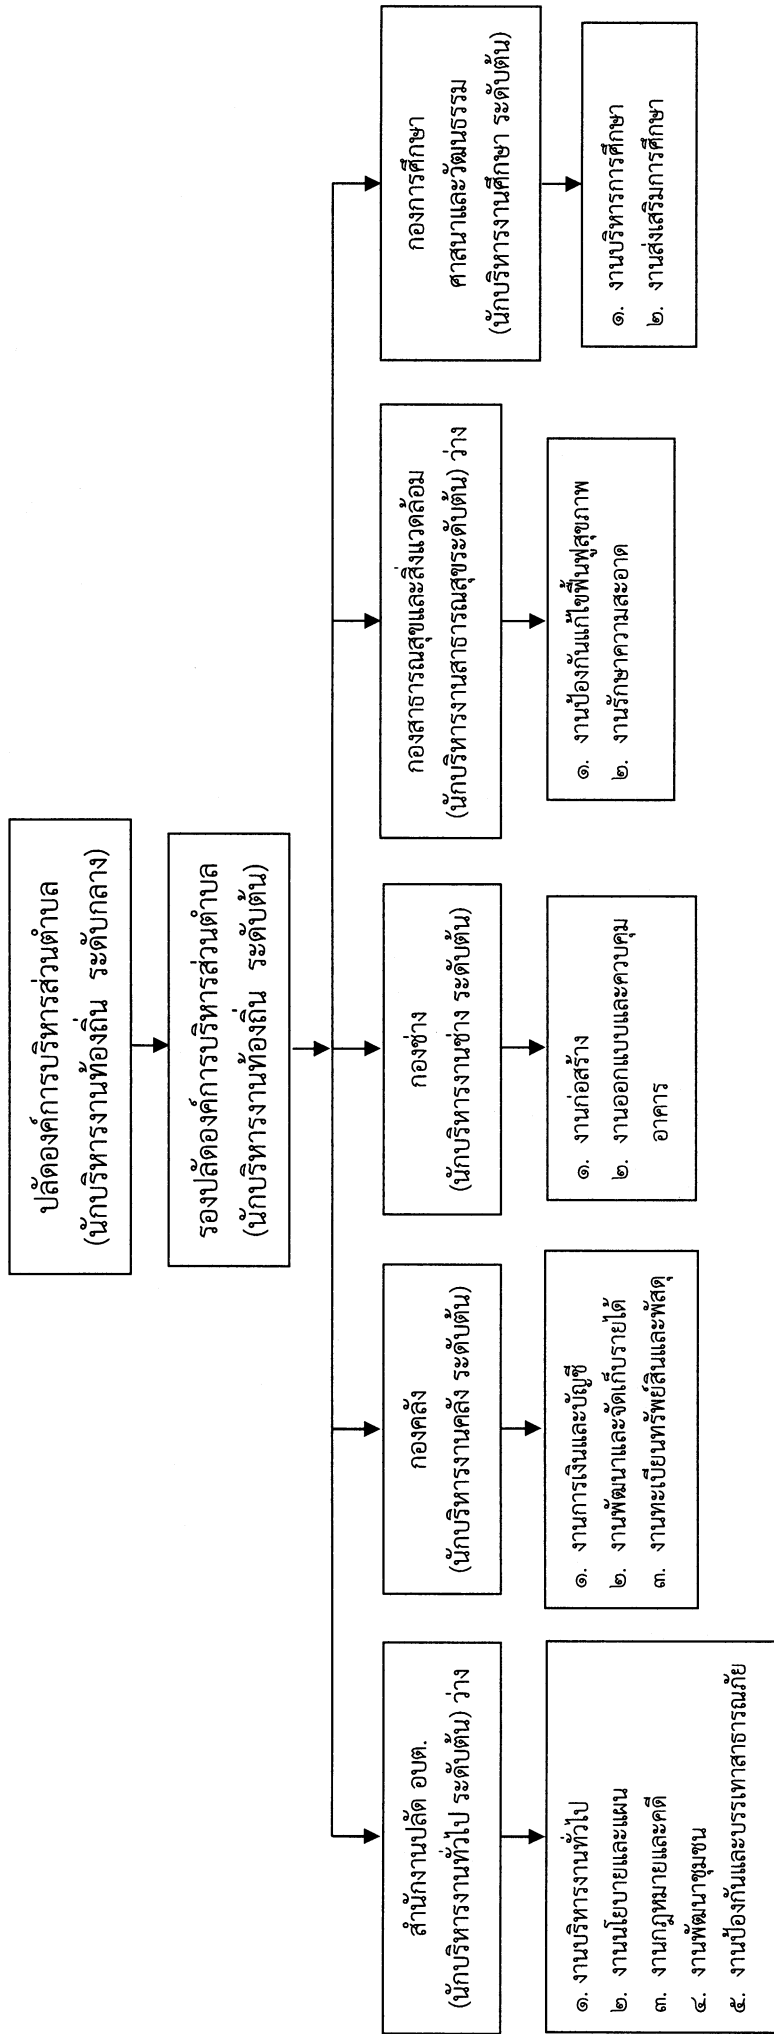 ปลัดองค์การบริหารส่วนตำบล
(นักบริหารงานท้องถิ่น ระดับกลาง)
รองปลัดองค์การบริหารส่วนตำบล
(นักบริหารงานท้องถิ่น ระดับต้น)
สำนักงานปลัด อบต.
(นักบริหารงานทั่วไป ระดับต้น) ว่าง
๑. งานบริหารงานทั่วไป
๒. งานนโยบายและแผน
๓. งานกฎหมายและคดี
๔. งานพัฒนาชุมชน
๕. งานป้องกันและบรรเทาสาธารณภัย
กองคลัง
(นักบริหารงานคลัง ระดับต้น)
๑. งานการเงินและบัญชี
๒. งานพัฒนาและจัดเก็บรายได้
๓. งานทะเบียนทรัพย์สินและพัสดุ
กองช่าง
(นักบริหารงานช่าง ระดับต้น)
๑. งานก่อสร้าง
๒. งานออกแบบและควบคุม
อาคาร
กองสาธารณสุขและสิ่งแวดล้อม
(นักบริหารงานสาธารณสุขระดับต้น) ว่าง
๑. งานป้องกันแก้ไขฟื้นฟูสุขภาพ
๒. งานรักษาความสะอาด
กองการศึกษา
ศาสนาและวัฒนธรรม
(นักบริหารงานศึกษา ระดับต้น)
๑. งานบริหารการศึกษา
๒. งานส่งเสริมการศึกษา